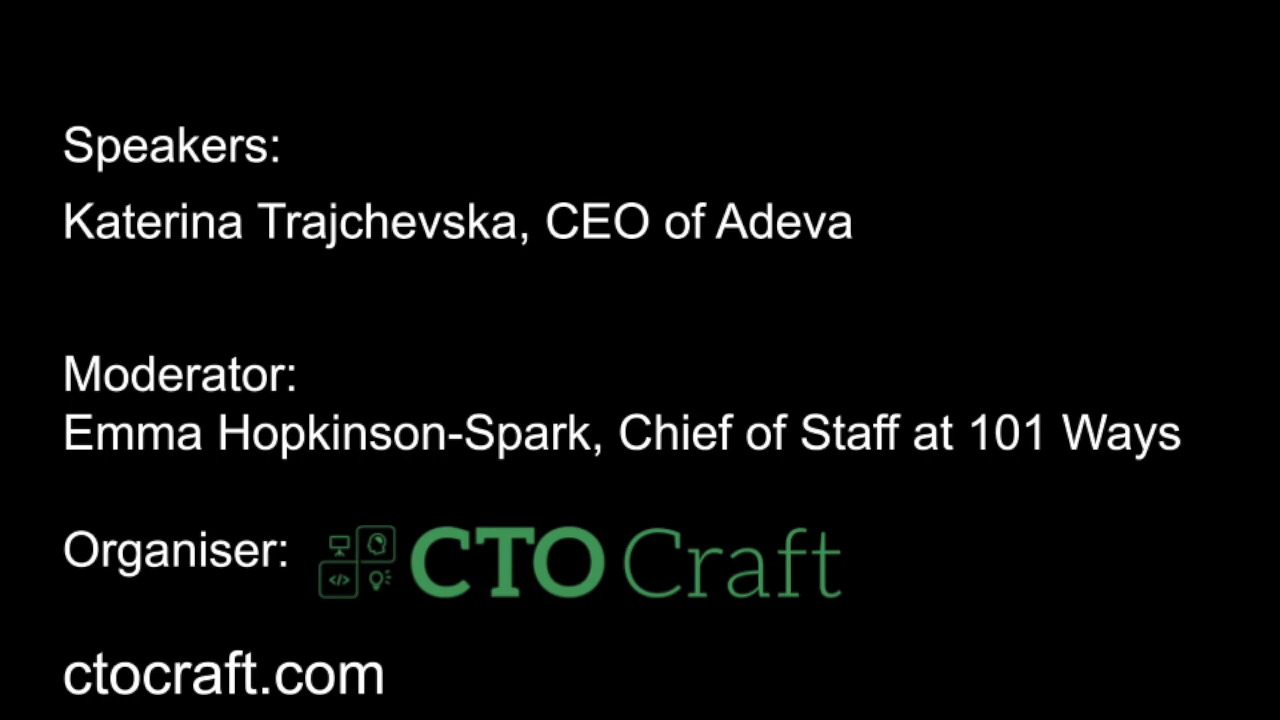 Speakers:
Katerina Trajchevska, CEO of Adeva
Moderator:
Emma Hopkinson-Spark, Chief of Staff at 101 Ways
Organiser: </> CTO Craft
ctocraft.com